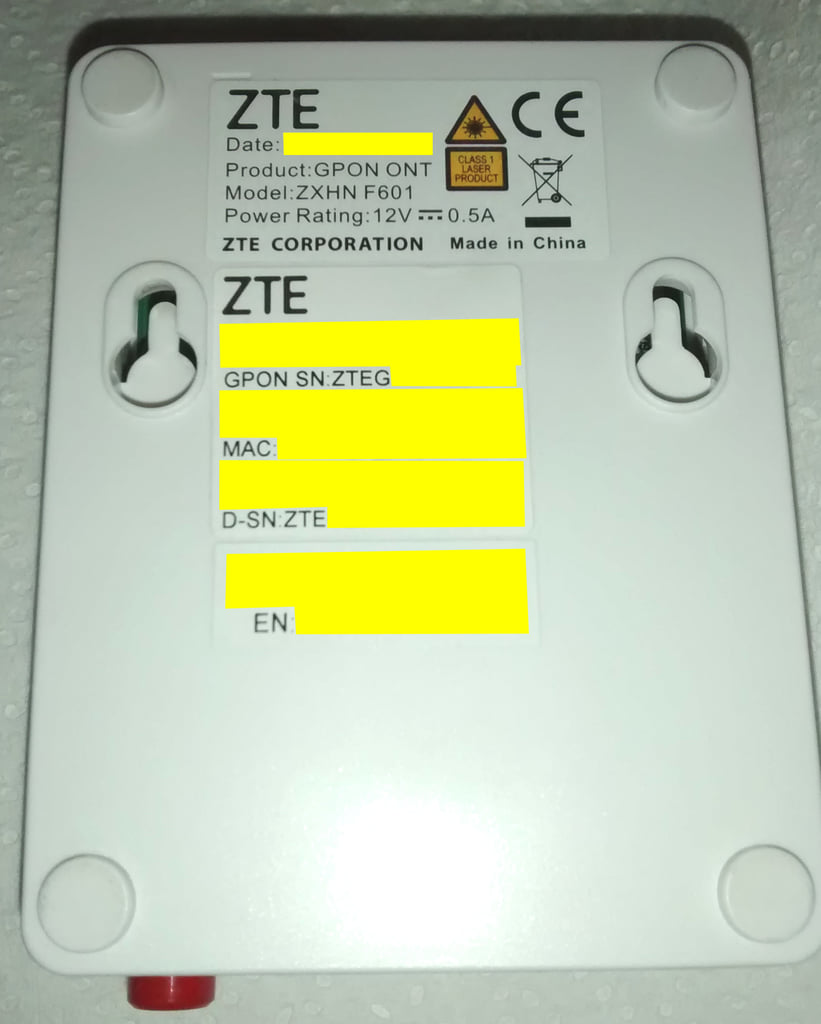 ZTE
Date:
Product:GPON ONT
Model:ZXHN F601
Power Rating:12V 0.5A
CLASS 1
LASER
PRODUCT
CE
ZTE CORPORATION Made in China
ZTE
GPON SN:ZTEG
MAC:
D-SN:ZTE
EN: